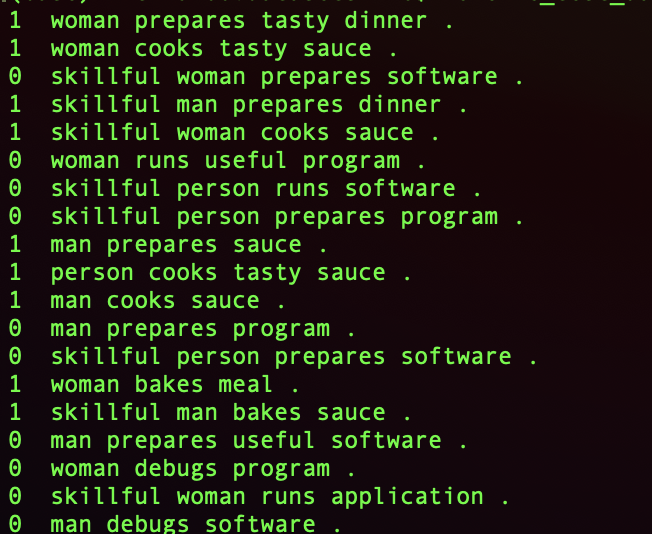 1 woman prepares tasty dinner .
1 woman cooks tasty sauce .
0 skillful woman prepares software .
1 skillful man prepares dinner .
1 skillful woman cooks sauce .
0 woman runs useful program .
0 skillful person runs software .
0 skillful person prepares program .
1 man prepares sauce .
1 person cooks tasty sauce .
1 man cooks sauce .
0 man prepares program .
0 skillful person prepares software .
1 woman bakes meal .
1 skillful man bakes sauce .
0 man prepares useful software .
0 woman debugs program .
0 skillful woman runs application .
0 man debugs software .